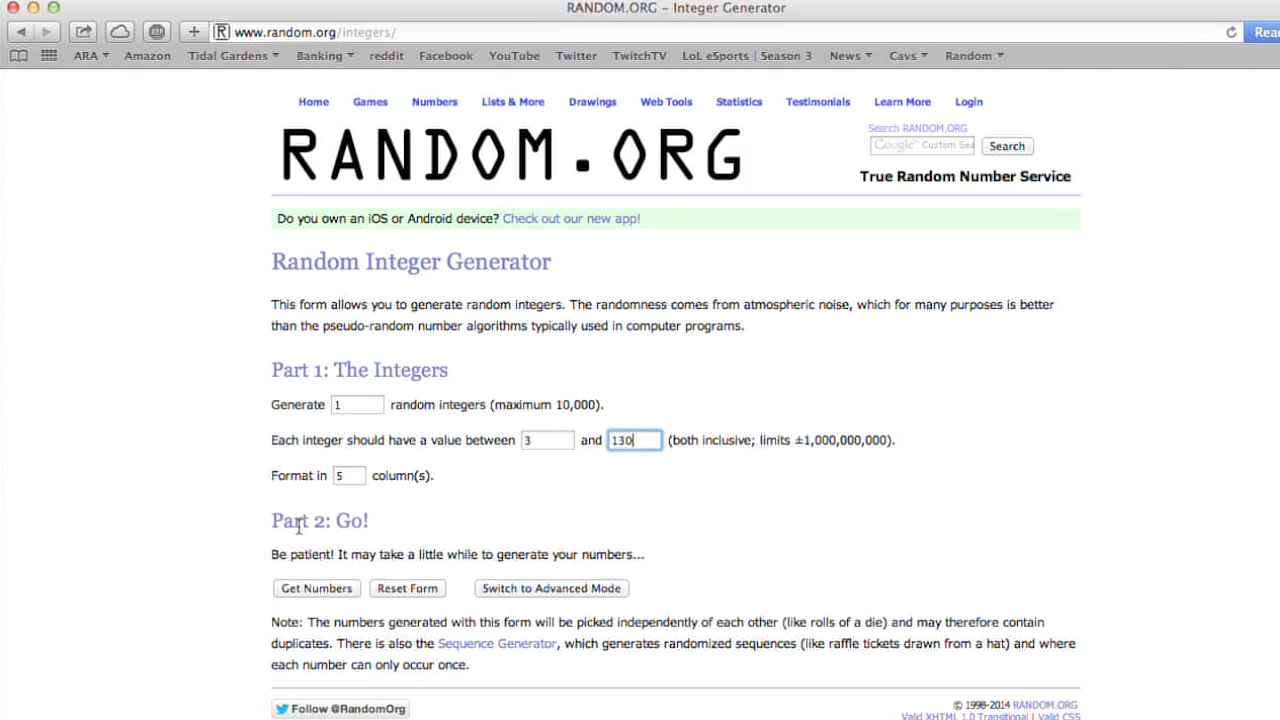 RANDOM.ORG – Integer Generator
www.random.org/integers/
ARA Amazon Tidal Gardens Banking reddit Facebook YouTube Twitter TwitchTV LoL eSports | Season 3 News Cavs Random
Home Games Numbers Lists & More Drawings Web Tools Statistics Testimonials Learn More Login
RANDOM.ORG
Search RANDOM.ORG
Google™ Custom Search
True Random Number Service
Do you own an iOS or Android device? Check out our new app!
Random Integer Generator
This form allows you to generate random integers. The randomness comes from atmospheric noise, which for many purposes is better
than the pseudo-random number algorithms typically used in computer programs.
Part 1: The Integers
Generate 1 random integers (maximum 10,000).
Each integer should have a value between 3 and 130 (both inclusive; limits ±1,000,000,000).
Format in 5 column(s).
Part 2: Go!
Be patient! It may take a little while to generate your numbers...
Get Numbers Reset Form Switch to Advanced Mode
Note: The numbers generated with this form will be picked independently of each other (like rolls of a die) and may therefore contain
duplicates. There is also the Sequence Generator, which generates randomized sequences (like raffle tickets drawn from a hat) and where
each number can only occur once.
Follow @RandomOrg
© 1998-2014 RANDOM.ORG
Valid XHTML 1.0 Transitional | Valid CSS